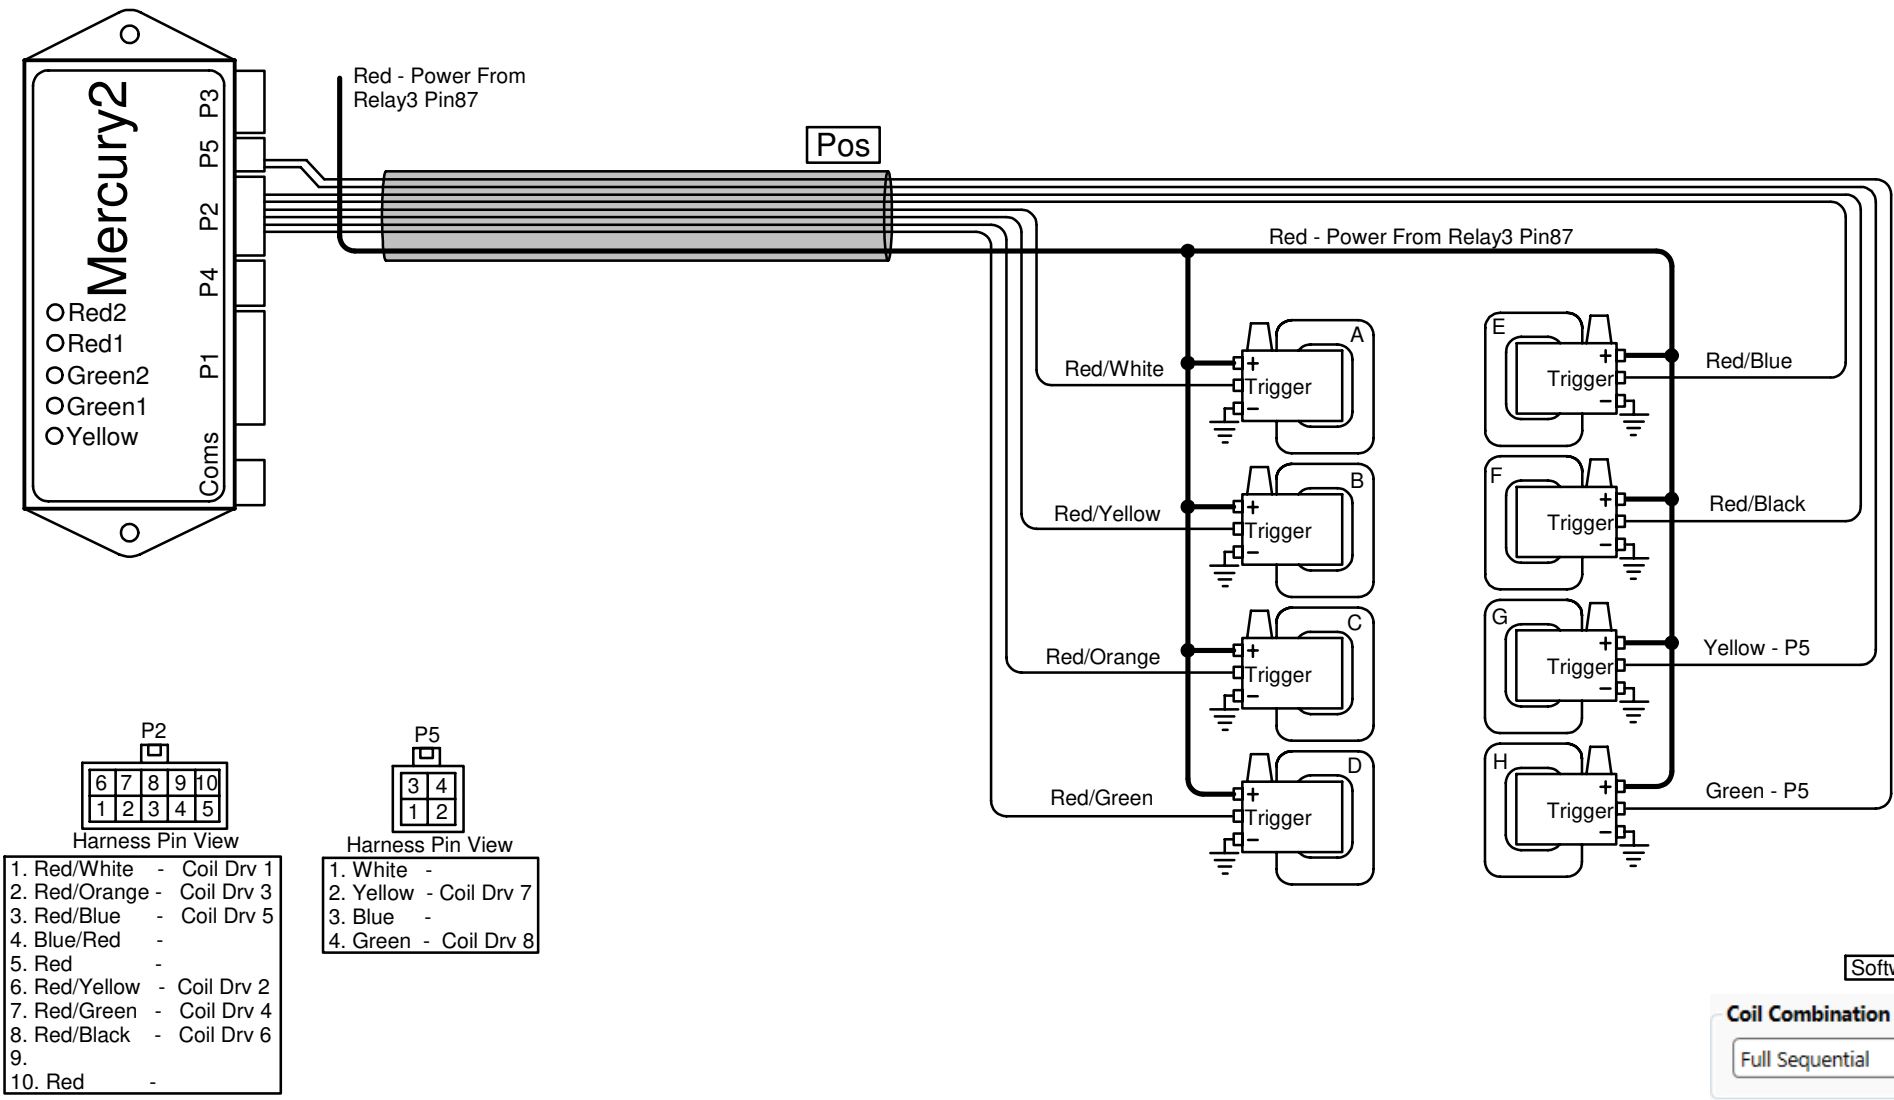 Mercury2
P3
P5
P2
P4
P1
Coms
Red2
Red1
Green2
Green1
Yellow
Red - Power From
Relay3 Pin87
Pos
Red - Power From Relay3 Pin87
A
+
Trigger
-
Red/White
B
+
Trigger
-
Red/Yellow
C
+
Trigger
-
Red/Orange
D
+
Trigger
-
Red/Green
E
+
Trigger
-
Red/Blue
F
+
Trigger
-
Red/Black
G
+
Trigger
-
Yellow - P5
H
+
Trigger
-
Green - P5
P2
6 7 8 9 10
1 2 3 4 5
Harness Pin View
1. Red/White - Coil Drv 1
2. Red/Orange - Coil Drv 3
3. Red/Blue - Coil Drv 5
4. Blue/Red -
5. Red -
6. Red/Yellow - Coil Drv 2
7. Red/Green - Coil Drv 4
8. Red/Black - Coil Drv 6
9.
10. Red -
P5
3 4
1 2
Harness Pin View
1. White -
2. Yellow - Coil Drv 7
3. Blue -
4. Green - Coil Drv 8
Coil Combination
Full Sequential